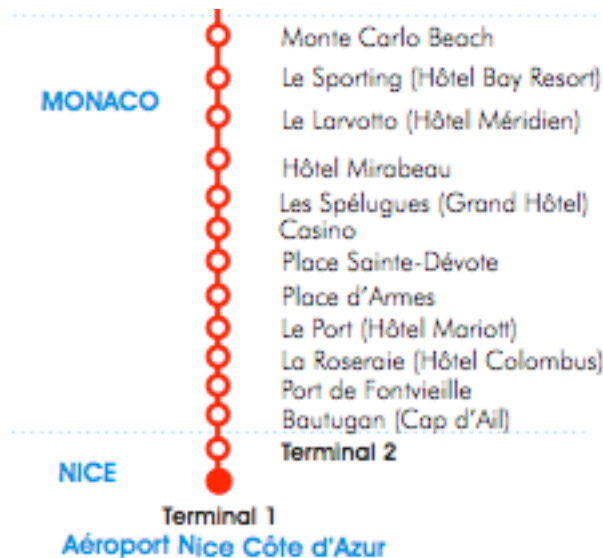 Monte Carlo Beach
Le Sporting (Hôtel Bay Resort)
MONACO
Le Larvotto (Hôtel Méridien)
Hôtel Mirabeau
Les Spélugues (Grand Hôtel)
Casino
Place Sainte-Dévote
Place d'Armes
Le Port (Hôtel Mariott)
La Roseraie (Hôtel Colombus)
Port de Fontvieille
Bautugan (Cap d'Ail)
Terminal 2
NICE
Terminal 1
Aéroport Nice Côte d'Azur